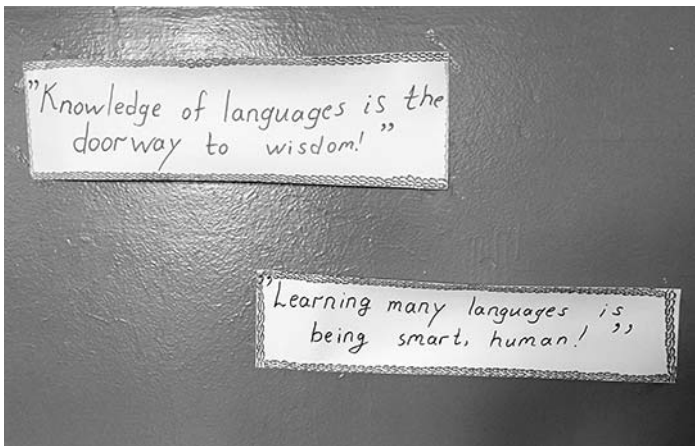 "Knowledge of languages is the
doorway to wisdom!"
"Learning many languages is
being smart, human!"